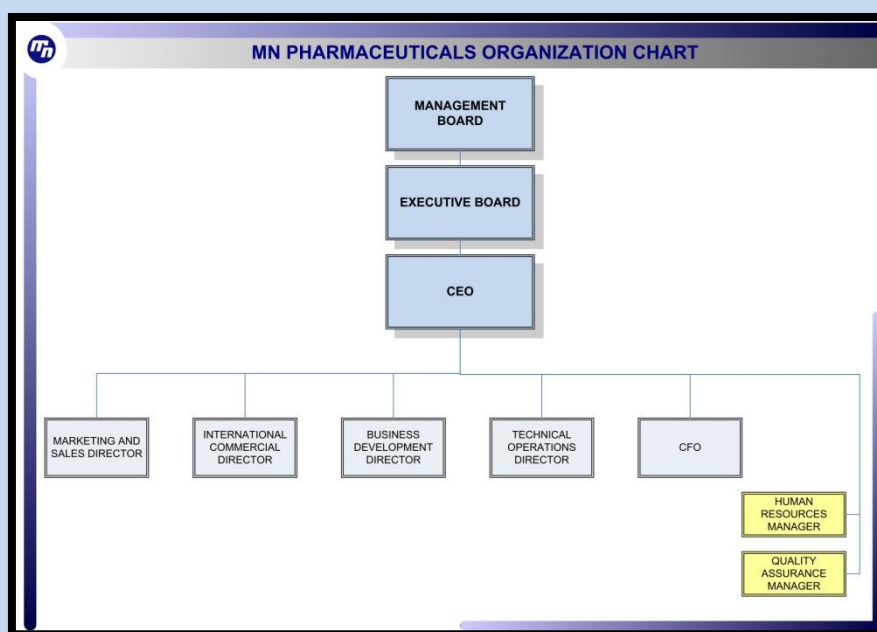 mn
MN PHARMACEUTICALS ORGANIZATION CHART
MANAGEMENT
BOARD
EXECUTIVE BOARD
CEO
MARKETING AND
SALES DIRECTOR
INTERNATIONAL
COMMERCIAL
DIRECTOR
BUSINESS
DEVELOPMENT
DIRECTOR
TECHNICAL
OPERATIONS
DIRECTOR
CFO
HUMAN
RESOURCES
MANAGER
QUALITY
ASSURANCE
MANAGER